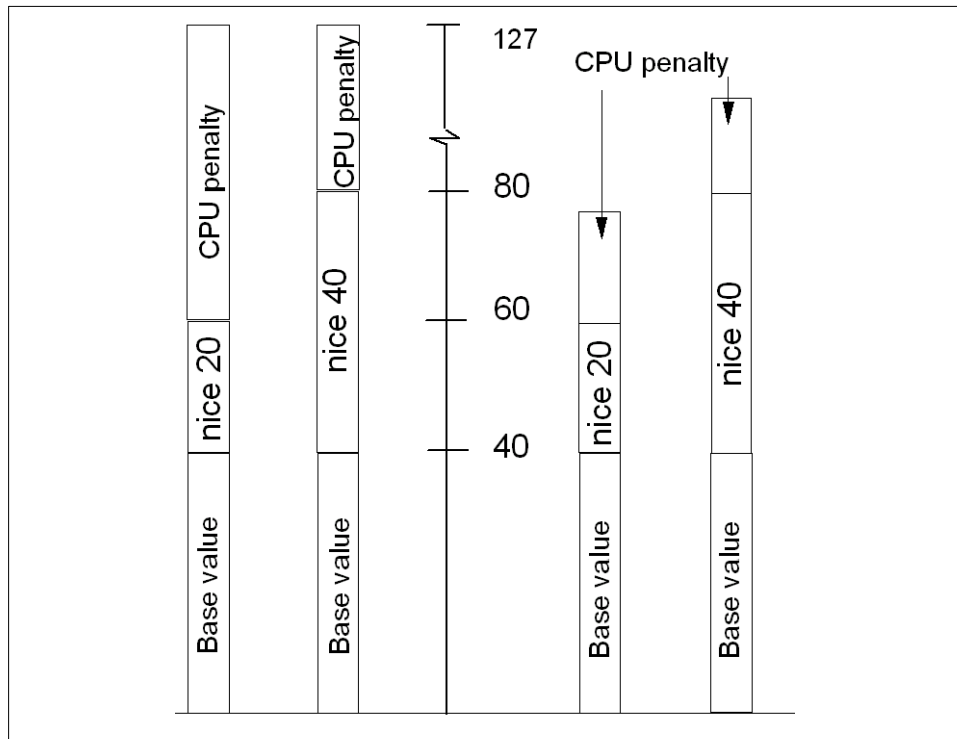 CPU penalty
nice 20
Base value
CPU penalty
nice 40
Base value
127
80
60
40
CPU penalty
nice 20
Base value
nice 40
Base value